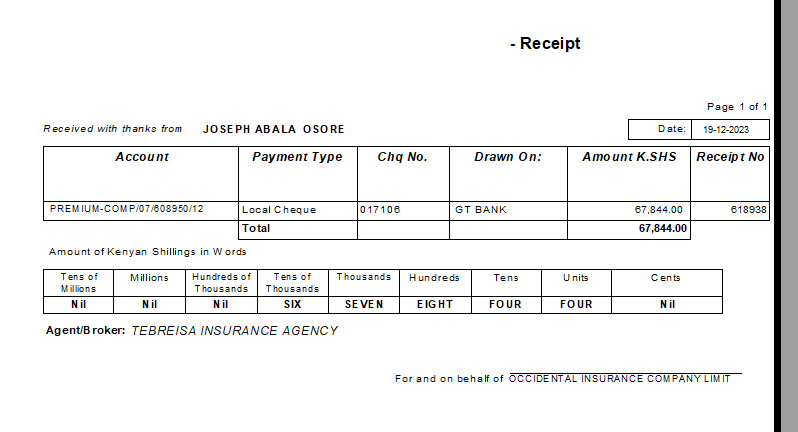 - Receipt
Page 1 of 1
Received with thanks from JOSEPH ABALA OSORE Date: 19-12-2023
Account Payment Type Chq No. Drawn On: Amount K.SHS Receipt No
PREMIUM-COMP/07/608950/12 Local Cheque 017106 GT BANK 67,844.00 618938
Total 67,844.00
Amount of Kenyan Shillings in Words
Tens of Millions Hundreds of Tens of Thousands Hundreds Tens Units Cents
Millions Thousands Thousands
Nil Nil Nil SIX SEVEN EIGHT FOUR FOUR Nil
Agent/Broker: TEBREISA INSURANCE AGENCY
For and on behalf of OCCIDENTAL INSURANCE COMPANY LIMIT